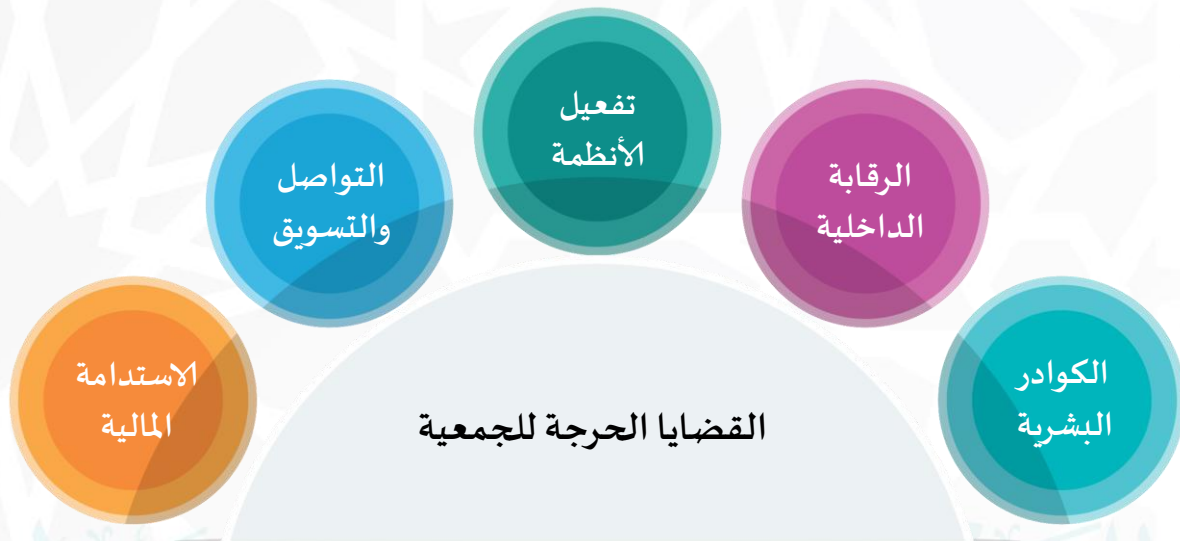 الكوادر
البشرية
الرقابة
الداخلية
تفعيل
الأنظمة
التواصل
والتسويق
الاستدامة
المالية
القضايا الحرجة للجمعية